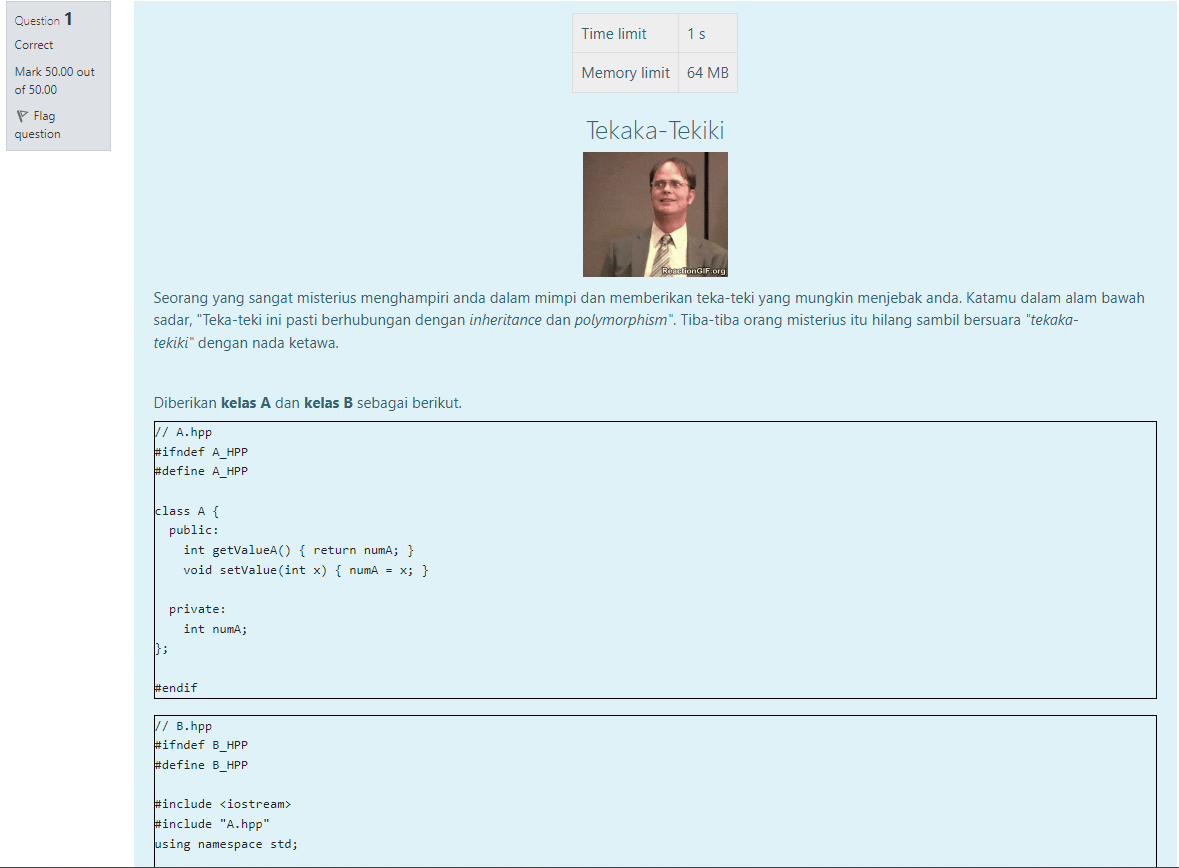 Question 1
Correct
Mark 50.00 out
of 50.00
Flag
question
Time limit 1 s
Memory limit 64 MB
Tekaka-Tekiki
ReactionGIF.org
Seorang yang sangat misterius menghampiri anda dalam mimpi dan memberikan teka-teki yang mungkin menjebak anda. Katamu dalam alam bawah
sadar, "Teka-teki ini pasti berhubungan dengan inheritance dan polymorphism". Tiba-tiba orang misterius itu hilang sambil bersuara "tekaka-
tekiki" dengan nada ketawa.
Diberikan kelas A dan kelas B sebagai berikut.
// A.hpp
#ifndef A_HPP
#define A_HPP
class A {
public:
int getValueA() { return numA; }
void setValue(int x) { numA = x; }
private:
int numA;
};
#endif
// B.hpp
#ifndef B_HPP
#define B_HPP
#include <iostream>
#include "A.hpp"
using namespace std;